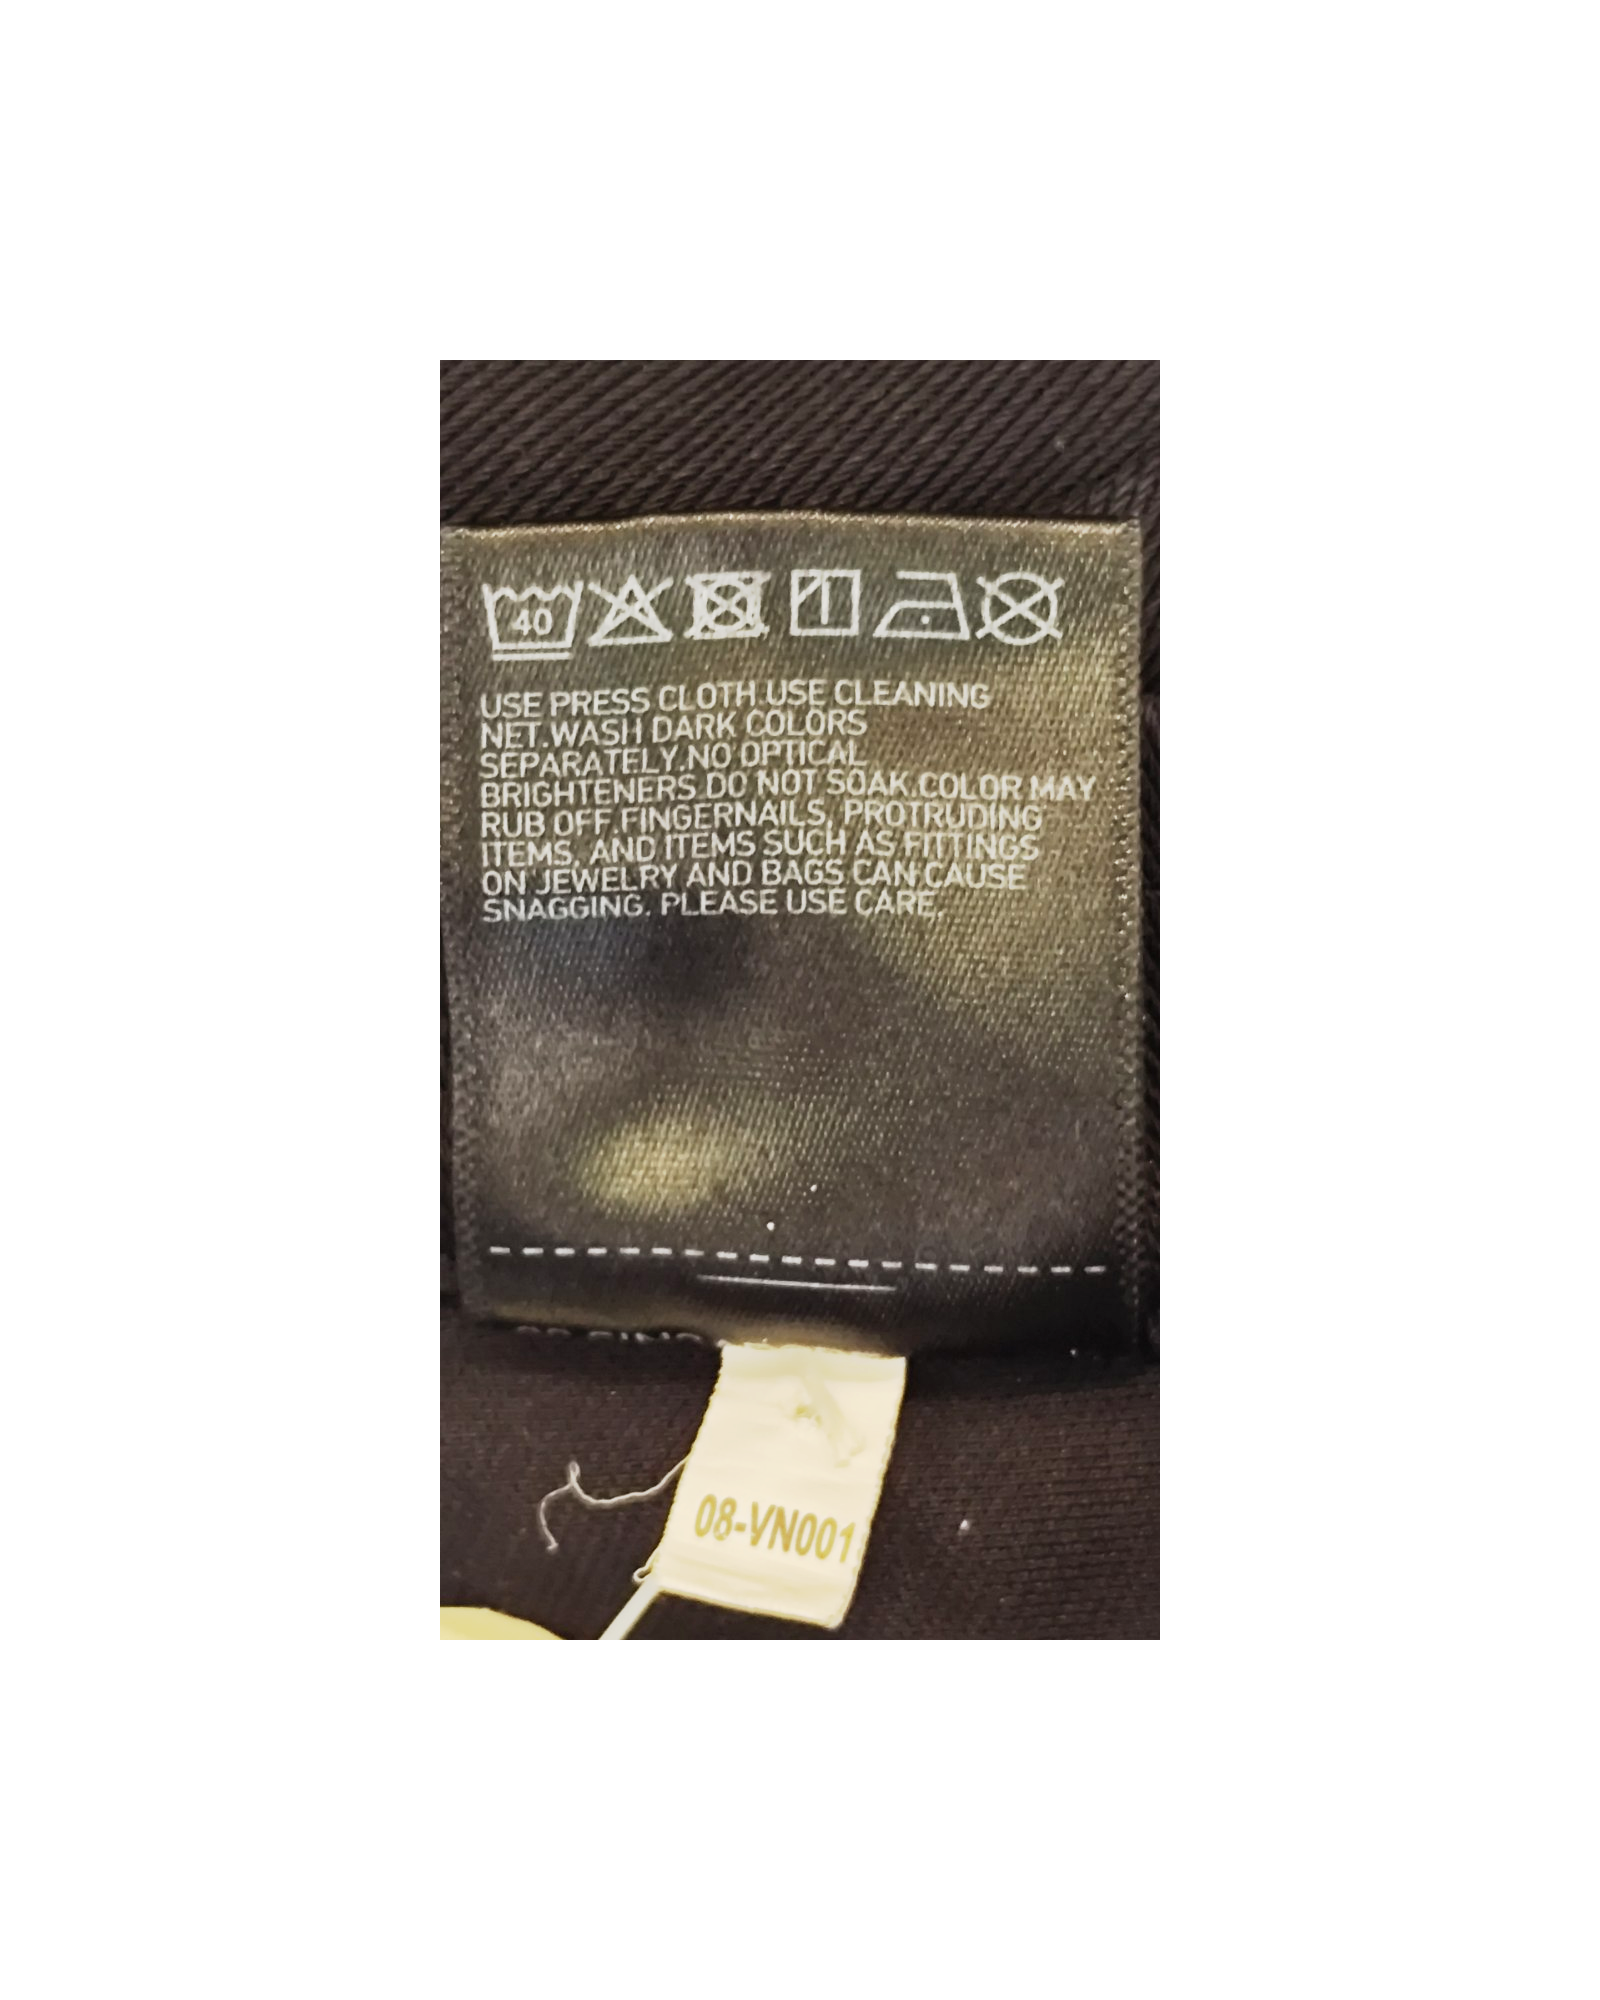 40
USE PRESS CLOTH.USE CLEANING
NET.WASH DARK COLORS
SEPARATELY.NO OPTICAL
BRIGHTENERS.DO NOT SOAK.COLOR MAY
RUB OFF.FINGERNAILS, PROTRUDING
ITEMS, AND ITEMS SUCH AS FITTINGS
ON JEWELRY AND BAGS CAN CAUSE
SNAGGING. PLEASE USE CARE.
08-VN001